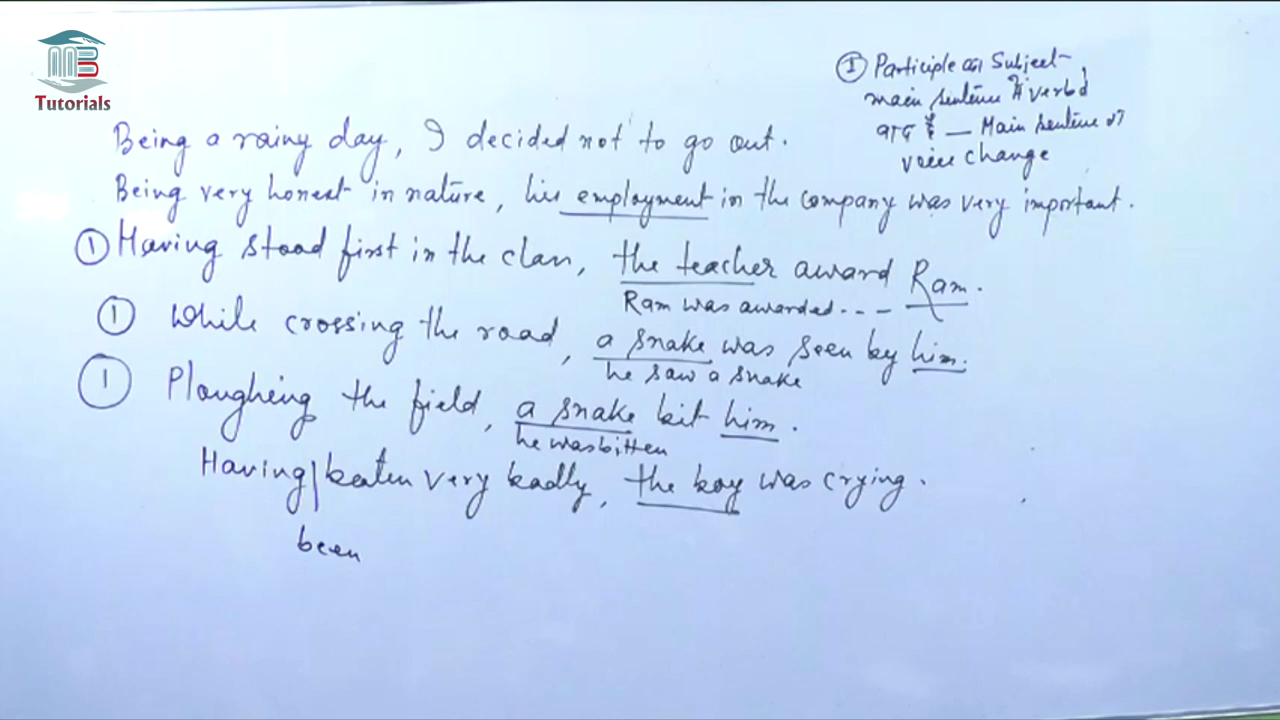 MB
Tutorials
① Participle as Subject-
main sentence में verb के
बाद है — Main sentence का
voice change
Being a rainy day, I decided not to go out.
Being very honest in nature, his employment in the company was very important.
① Having stood first in the class, the teacher award Ram.
Ram was awarded . . . –
① While crossing the road, a snake was seen by him.
he saw a snake
① Ploughing the field, a snake bit him.
he was bitten
Having | beaten very badly, the boy was crying.
been